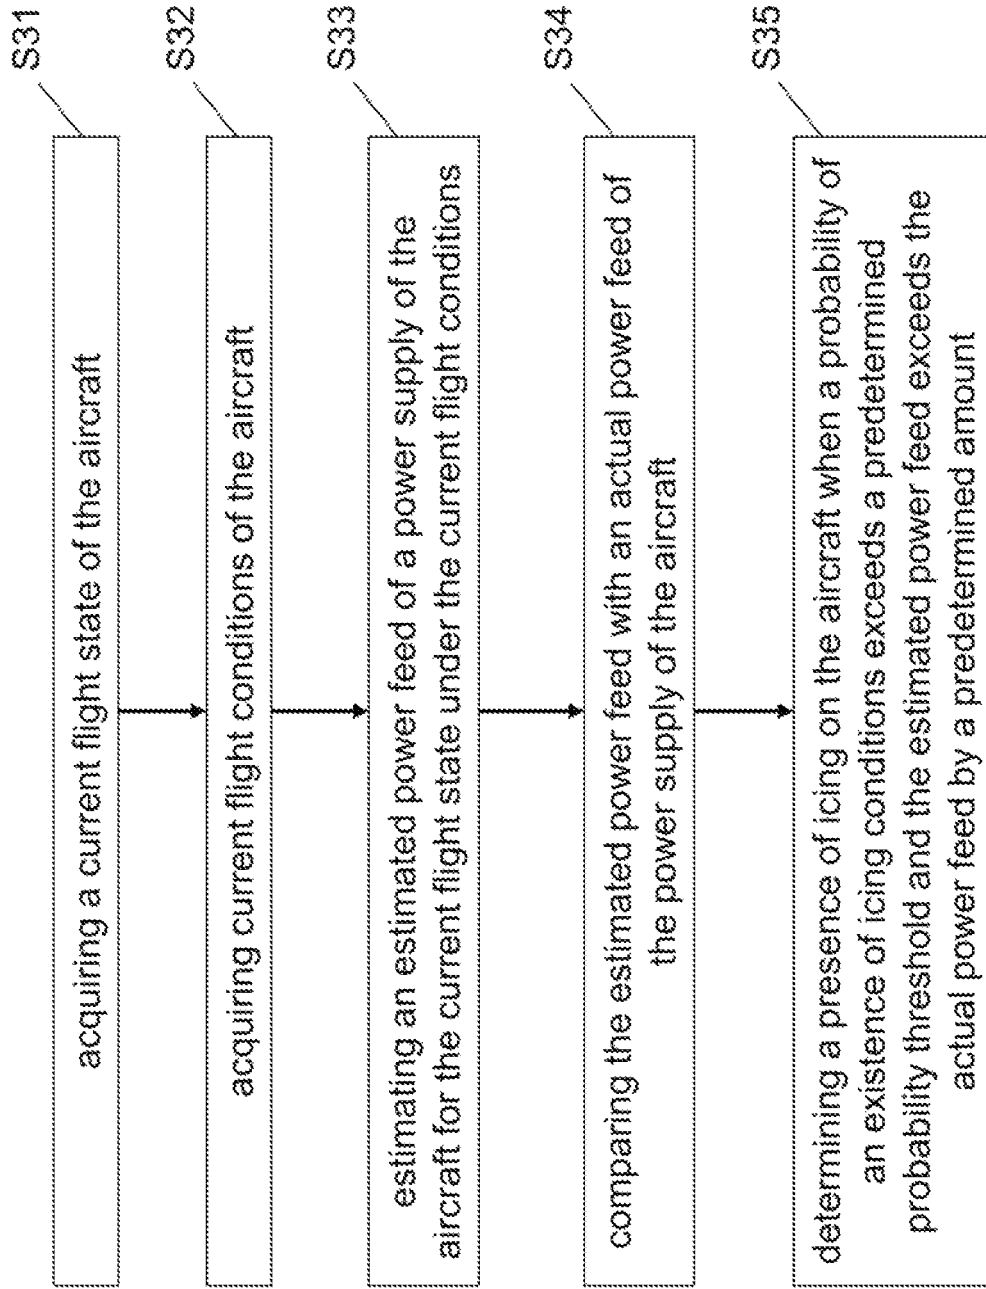 S31
acquiring a current flight state of the aircraft
S32
acquiring current flight conditions of the aircraft
S33
estimating an estimated power feed of a power supply of the
aircraft for the current flight state under the current flight conditions
S34
comparing the estimated power feed with an actual power feed of
the power supply of the aircraft
S35
determining a presence of icing on the aircraft when a probability of
an existence of icing conditions exceeds a predetermined
probability threshold and the estimated power feed exceeds the
actual power feed by a predetermined amount